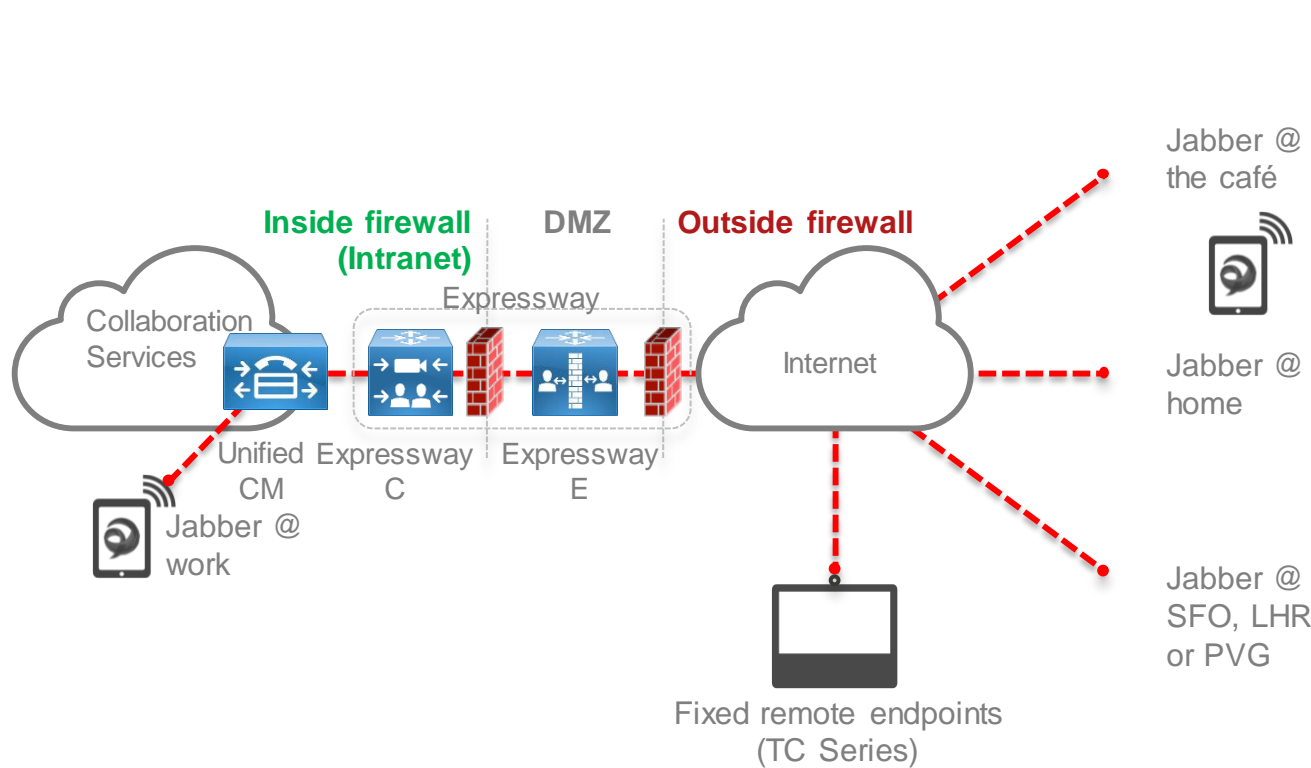 Jabber @
the café
Inside firewall
(Intranet)
DMZ
Outside firewall
Expressway
Collaboration
Services
Internet
Jabber @
home
Unified
CM
Expressway
C
Expressway
E
Jabber @
work
Jabber @
SFO, LHR
or PVG
Fixed remote endpoints
(TC Series)